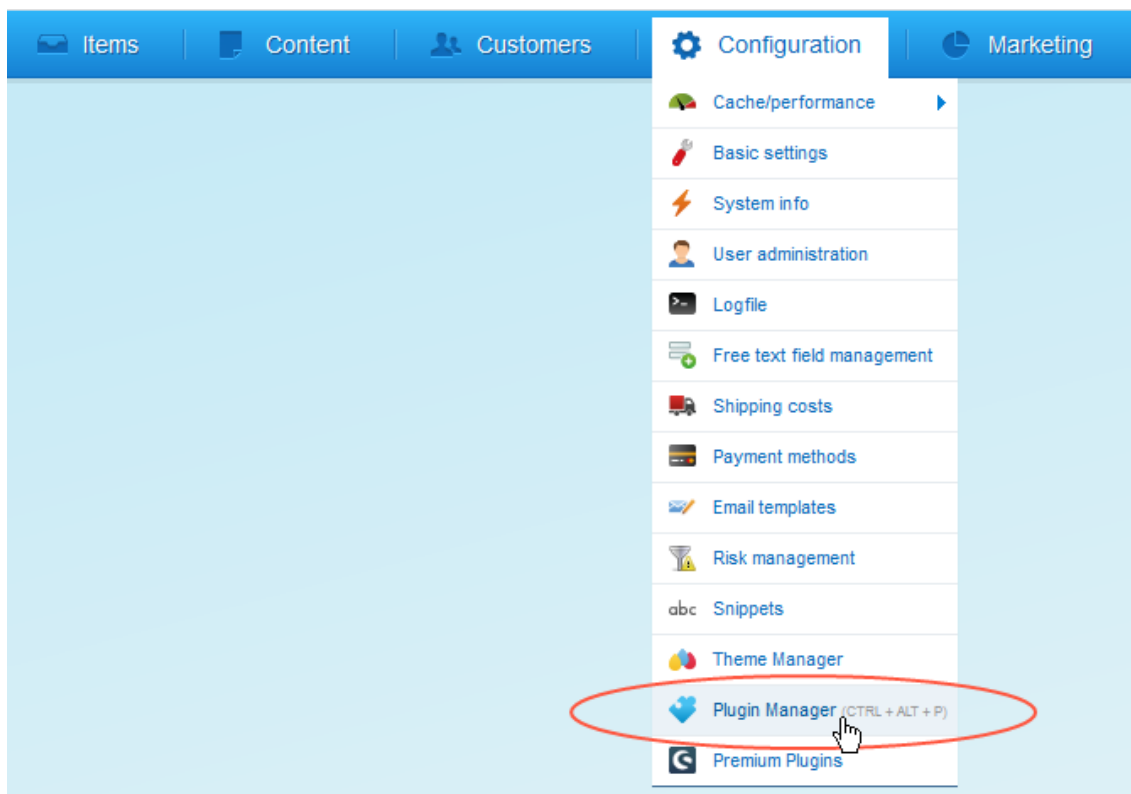 Items Content Customers Configuration Marketing
Cache/performance
Basic settings
System info
User administration
Logfile
Free text field management
Shipping costs
Payment methods
Email templates
Risk management
abc Snippets
Theme Manager
Plugin Manager (CTRL + ALT + P)
Premium Plugins